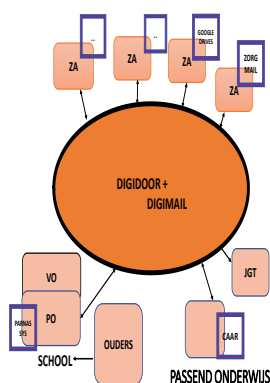 ..
..
GOOGLE
DRIVES
ZORG
MAIL
ZA
ZA
ZA
ZA
DIGIDOOR +
DIGIMAIL
VO
PO
PARNAS
SYS
SCHOOL
OUDERS
JGT
CAAR
PASSEND ONDERWIJS